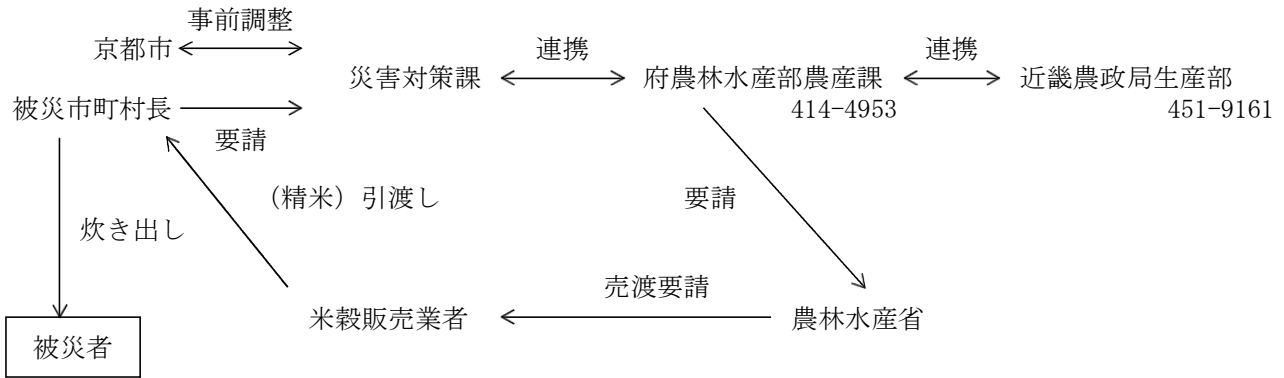 事前調整
京都市
連携
連携
災害対策課
府農林水産部農産課
近畿農政局生産部
被災市町村長
414-4953
451-9161
要請
(精米)引渡し
要請
炊き出し
売渡要請
米穀販売業者
農林水産省
被災者